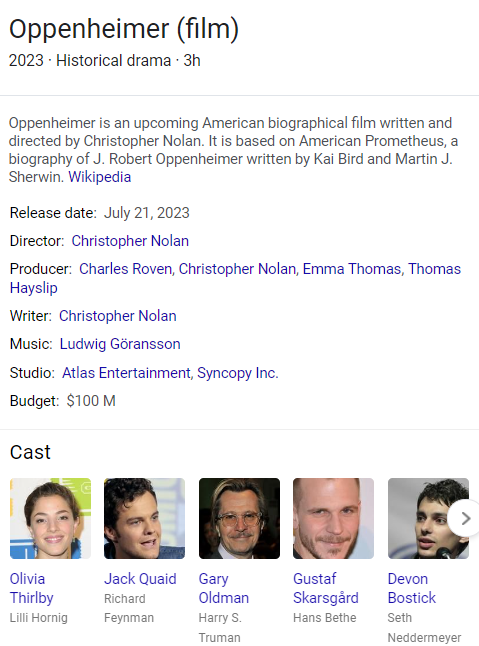 Oppenheimer (film)
2023 · Historical drama · 3h
Oppenheimer is an upcoming American biographical film written and
directed by Christopher Nolan. It is based on American Prometheus, a
biography of J. Robert Oppenheimer written by Kai Bird and Martin J.
Sherwin. Wikipedia
Release date: July 21, 2023
Director: Christopher Nolan
Producer: Charles Roven, Christopher Nolan, Emma Thomas, Thomas
Hayslip
Writer: Christopher Nolan
Music: Ludwig Göransson
Studio: Atlas Entertainment, Syncopy Inc.
Budget: $100 M
Cast
Olivia Thirlby
Lilli Hornig
Jack Quaid
Richard Feynman
Gary Oldman
Harry S. Truman
Gustaf Skarsgård
Hans Bethe
Devon Bostick
Seth Neddermeyer